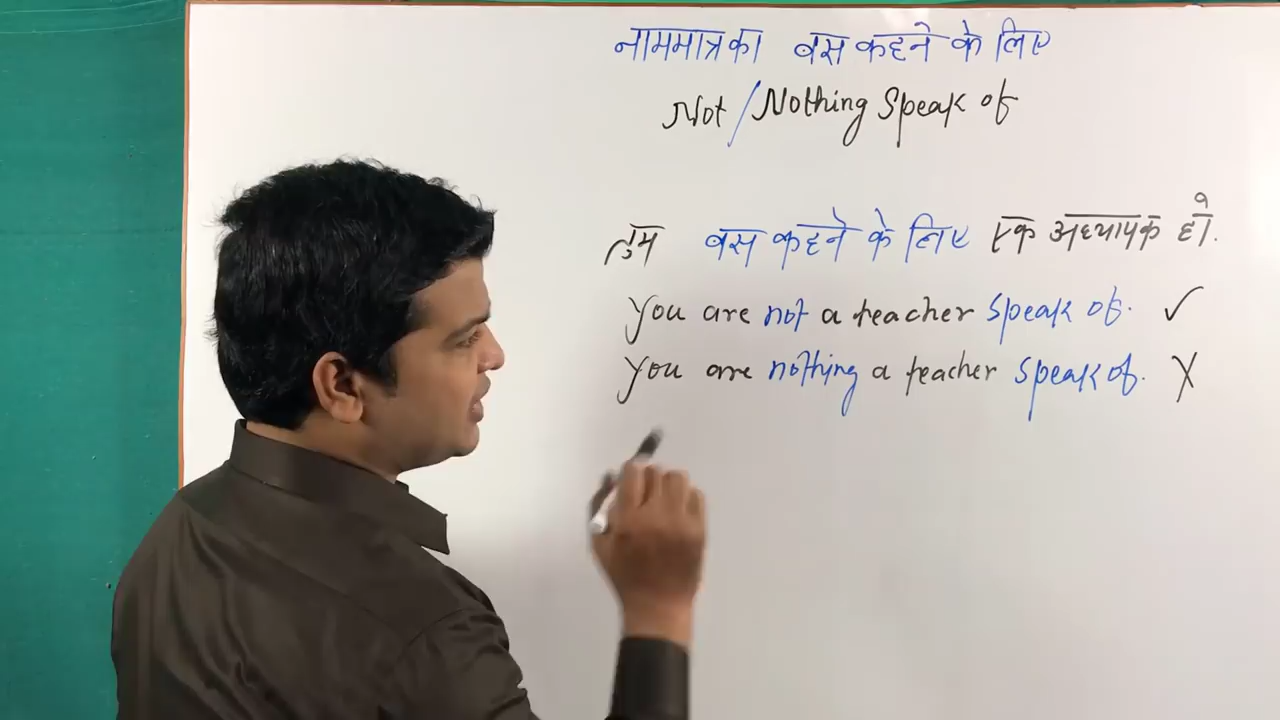 नाममात्र का बस कहने के लिए
Not/Nothing Speak of
तुम बस कहने के लिए एक अध्यापक हो.
You are not a teacher speak of. ✓
You are nothing a teacher speak of. X